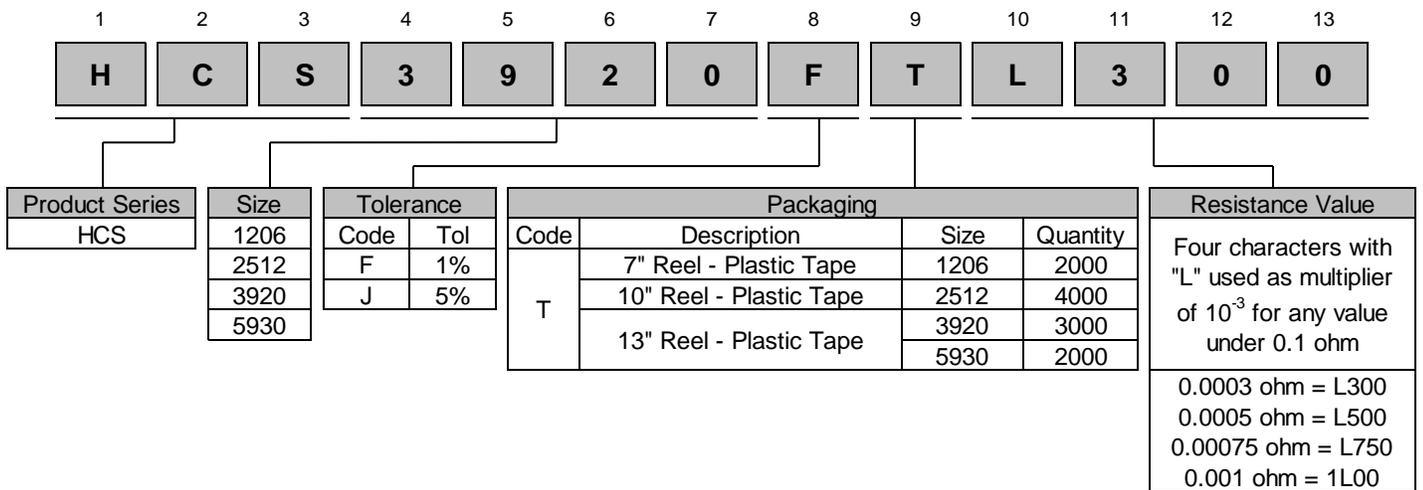 1 2 3 4 5 6 7 8 9 10 11 12 13
H C S 3 9 2 0 F T L 3 0 0
Product Series
HCS
Size
1206
2512
3920
5930
Tolerance
Code Tol
F 1%
J 5%
Packaging
Code Description Size Quantity
T
7" Reel - Plastic Tape 1206 2000
10" Reel - Plastic Tape 2512 4000
13" Reel - Plastic Tape
3920 3000
5930 2000
Resistance Value
Four characters with
"L" used as multiplier
of 10⁻³ for any value
under 0.1 ohm
0.0003 ohm = L300
0.0005 ohm = L500
0.00075 ohm = L750
0.001 ohm = 1L00